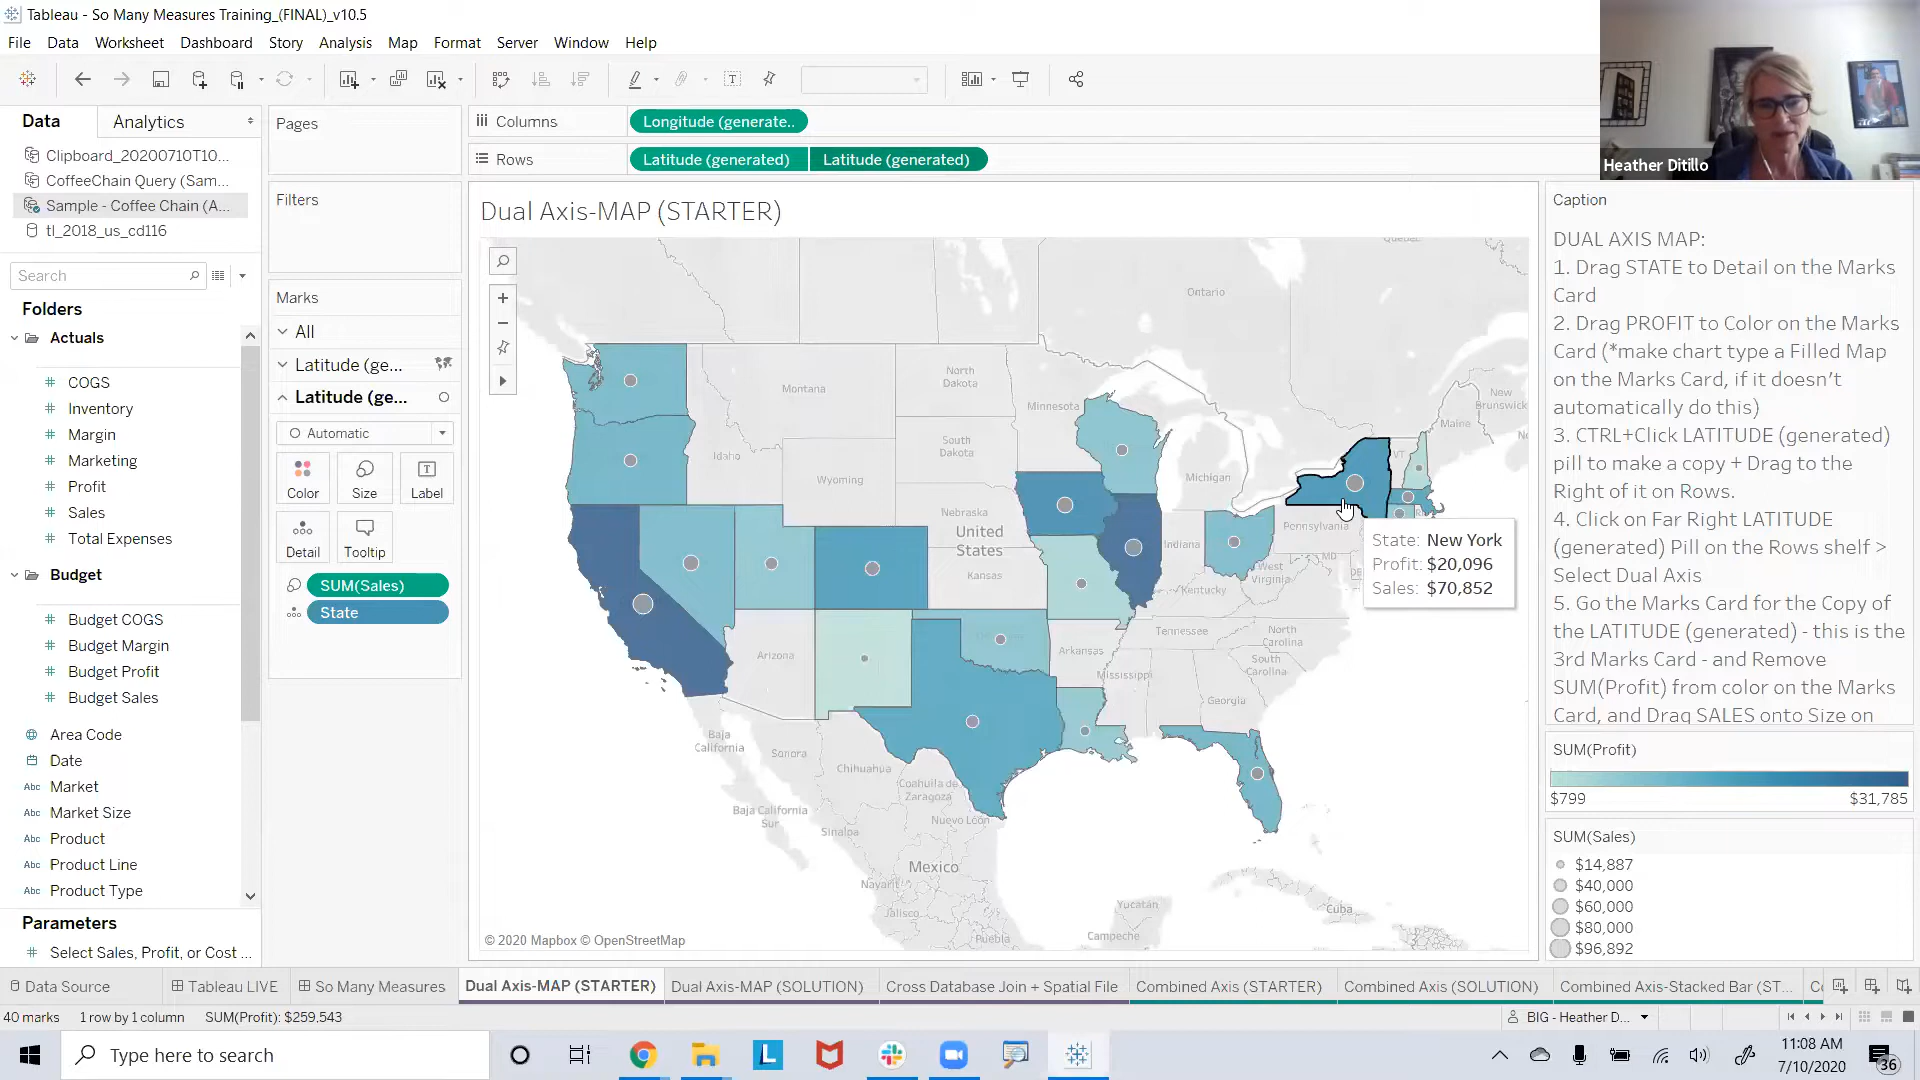 Tableau - So Many Measures Training_(FINAL)_v10.5
File Data Worksheet Dashboard Story Analysis Map Format Server Window Help
Data Analytics
Clipboard_20200710T10...
CoffeeChain Query (Sam...
Sample - Coffee Chain (A...
tl_2018_us_cd116
Search
Folders
Actuals
COGS
Inventory
Margin
Marketing
Profit
Sales
Total Expenses
Budget
Budget COGS
Budget Margin
Budget Profit
Budget Sales
Area Code
Date
Abc Market
Abc Market Size
Abc Product
Abc Product Line
Abc Product Type
Parameters
# Select Sales, Profit, or Cost ...
Pages
Filters
Marks
All
Latitude (ge...
Latitude (ge...
Automatic
Color Size Label
Detail Tooltip
SUM(Sales)
State
Columns Longitude (generate..
Rows Latitude (generated) Latitude (generated)
Dual Axis-MAP (STARTER)
Ontario
Montana
North
Dakota
Minnesota
New
Brunswick
Maine
South
Dakota
Idaho
Wyoming
Michigan
VT
Nebraska
United
States
Pennsylvania
Indiana
MD
Kansas
West
Virginia
Kentucky
Arizona
Arkansas
Tennessee
North
Carolina
South
Carolina
Mississippi
Georgia
Baja
California
Sonora
Chihuahua
Coahuila de
Zaragoza
Baja California
Sur
Nuevo León
Sinaloa
Mexico
Nayarit
Jalisco
Yucatán
Campeche
Puebla
Cuba
State: New York
Profit: $20,096
Sales: $70,852
© 2020 Mapbox © OpenStreetMap
Heather Ditillo
Caption
DUAL AXIS MAP:
1. Drag STATE to Detail on the Marks
Card
2. Drag PROFIT to Color on the Marks
Card (*make chart type a Filled Map
on the Marks Card, if it doesn't
automatically do this)
3. CTRL+Click LATITUDE (generated)
pill to make a copy + Drag to the
Right of it on Rows.
4. Click on Far Right LATITUDE
(generated) Pill on the Rows shelf >
Select Dual Axis
5. Go the Marks Card for the Copy of
the LATITUDE (generated) - this is the
3rd Marks Card - and Remove
SUM(Profit) from color on the Marks
Card, and Drag SALES onto Size on
SUM(Profit)
$799 $31,785
SUM(Sales)
$14,887
$40,000
$60,000
$80,000
$96,892
Data Source Tableau LIVE So Many Measures Dual Axis-MAP (STARTER) Dual Axis-MAP (SOLUTION) Cross Database Join + Spatial File Combined Axis (STARTER) Combined Axis (SOLUTION) Combined Axis-Stacked Bar (ST...
40 marks 1 row by 1 column SUM(Profit): $259,543 BIG - Heather D...
Type here to search
11:08 AM
7/10/2020
36